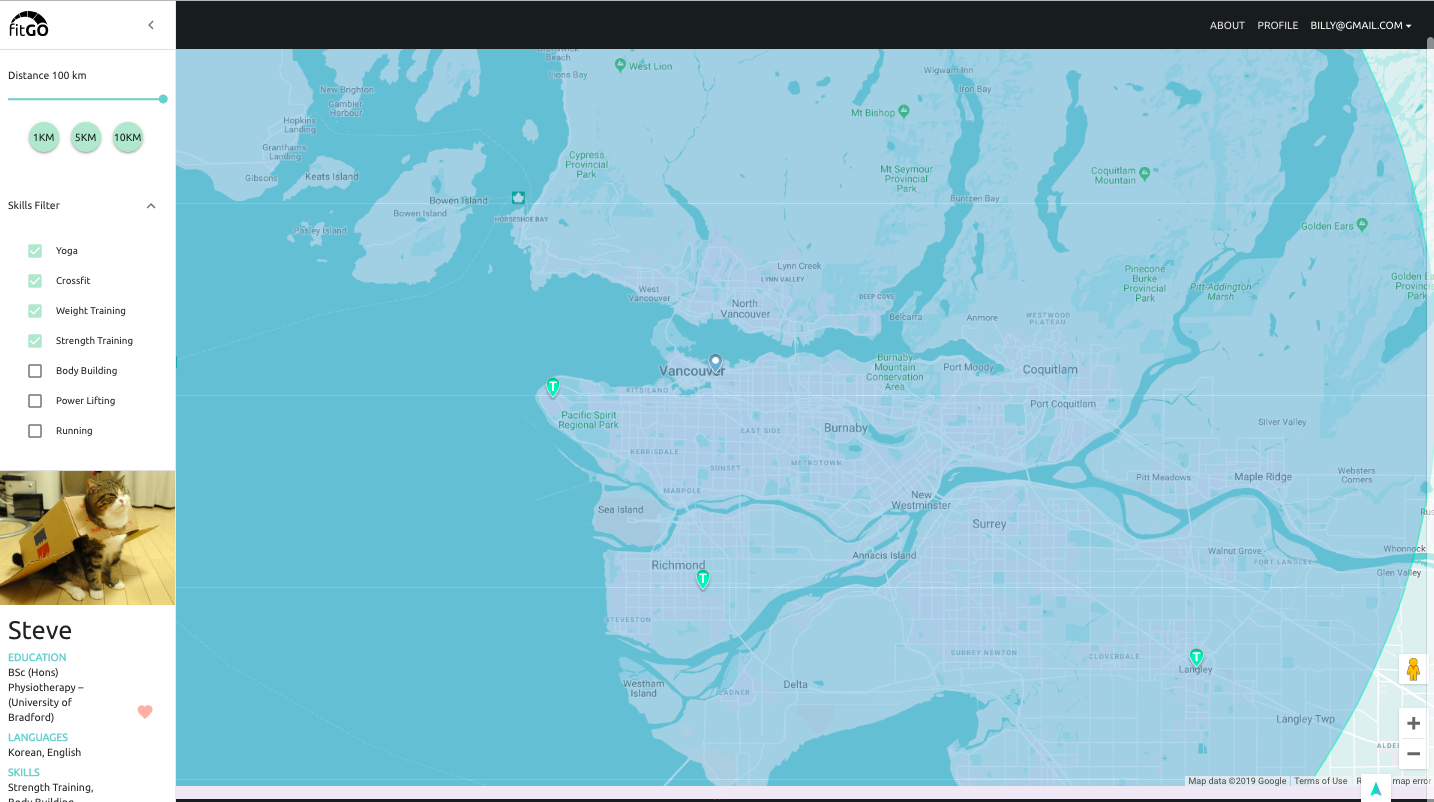 fitGO
ABOUT PROFILE BILLY@GMAIL.COM
Distance 100 km
1KM 5KM 10KM
Skills Filter
Yoga
Crossfit
Weight Training
Strength Training
Body Building
Power Lifting
Running
Steve
EDUCATION
BSc (Hons)
Physiotherapy –
(University of
Bradford)
LANGUAGES
Korean, English
SKILLS
Strength Training,
Body Building
Beach
Lions Bay
West Lion
Wigwam Inn
Iron Bay
New Brighton
Gambier
Harbour
Mt Bishop
Hopkins
Landing
Granthams
Landing
Gibsons
Keats Island
Cypress
Provincial
Park
Mt Seymour
Provincial
Park
Coquitlam
Mountain
Buntzen Bay
Bowen Island
Bowen Island
HORSESHOE BAY
Pasley Island
Golden Ears
Golden Ears
Lynn Creek
LYNN VALLEY
Pinecone
Burke
Provincial
Park
Pitt-Addington
Marsh
West
Vancouver
North
Vancouver
DEEP COVE
Belcarra
Anmore
WESTWOOD
PLATEAU
Vancouver
Burnaby
Mountain
Conservation
Area
Port Moody
Coquitlam
T
KITSILANO
Port Coquitlam
Pacific Spirit
Regional Park
EAST SIDE
Burnaby
Silver Valley
KERRISDALE
SUNSET
METROTOWN
Pitt Meadows
Maple Ridge
Websters
Corners
MARPOLE
New
Westminster
Sea Island
Surrey
Annacis Island
Walnut Grove
FORT LANGLEY
Whonnock
Glen Valley
Richmond
T
STEVESTON
SURREY NEWTON
CLOVERDALE
T
Langley
Westham
Island
LADNER
Delta
Langley Twp
Map data ©2019 Google
Terms of Use
map error